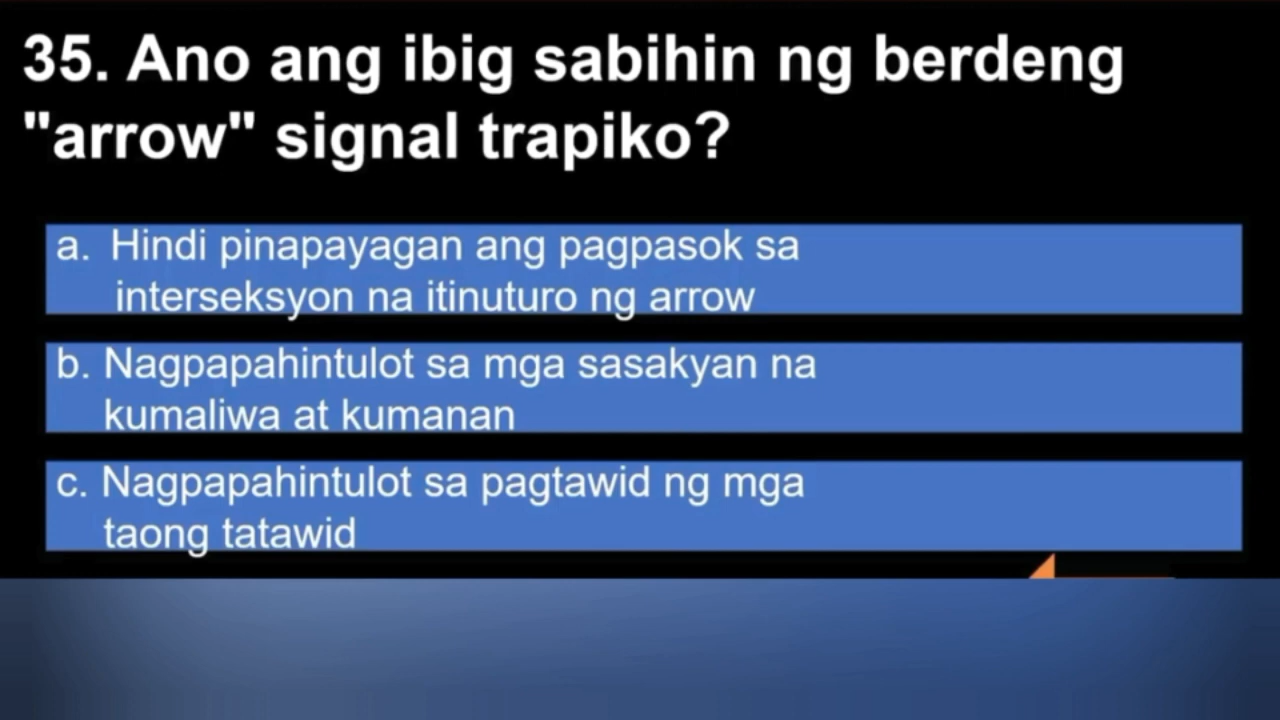 35. Ano ang ibig sabihin ng berdeng
"arrow" signal trapiko?
a. Hindi pinapayagan ang pagpasok sa
interseksyon na itinuturo ng arrow
b. Nagpapahintulot sa mga sasakyan na
kumaliwa at kumanan
c. Nagpapahintulot sa pagtawid ng mga
taong tatawid